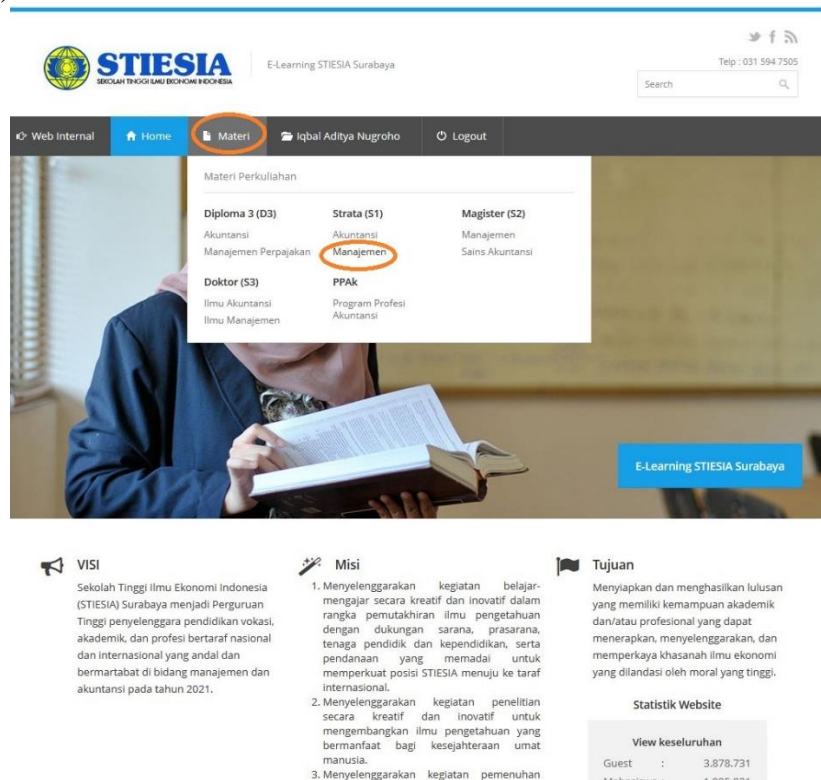 STIESIA
SEKOLAH TINGGI ILMU EKONOMI INDONESIA
E-Learning STIESIA Surabaya
Telp : 031 594 7505
Search
Web Internal
Home
Materi
Iqbal Aditya Nugroho
Logout
Materi Perkuliahan
Diploma 3 (D3)
Akuntansi
Manajemen Perpajakan
Strata (S1)
Akuntansi
Manajemen
Magister (S2)
Manajemen
Sains Akuntansi
Doktor (S3)
Ilmu Akuntansi
Ilmu Manajemen
PPAk
Program Profesi
Akuntansi
E-Learning STIESIA Surabaya
VISI
Sekolah Tinggi Ilmu Ekonomi Indonesia
(STIESIA) Surabaya menjadi Perguruan
Tinggi penyelenggara pendidikan vokasi,
akademik, dan profesi bertaraf nasional
dan internasional yang andal dan
bermartabat di bidang manajemen dan
akuntansi pada tahun 2021.
Misi
1. Menyelenggarakan kegiatan belajar-
mengajar secara kreatif dan inovatif dalam
rangka pemutakhiran ilmu pengetahuan
dengan dukungan sarana, prasarana,
tenaga pendidik dan kependidikan, serta
pendanaan yang memadai untuk
memperkuat posisi STIESIA menuju ke taraf
internasional.
2. Menyelenggarakan kegiatan penelitian
secara kreatif dan inovatif untuk
mengembangkan ilmu pengetahuan yang
bermanfaat bagi kesejahteraan umat
manusia.
3. Menyelenggarakan kegiatan pemenuhan
Tujuan
Menyiapkan dan menghasilkan lulusan
yang memiliki kemampuan akademik
dan/atau profesional yang dapat
menerapkan, menyelenggarakan, dan
memperkaya khasanah ilmu ekonomi
yang dilandasi oleh moral yang tinggi.
Statistik Website
View keseluruhan
Guest : 3.878.731